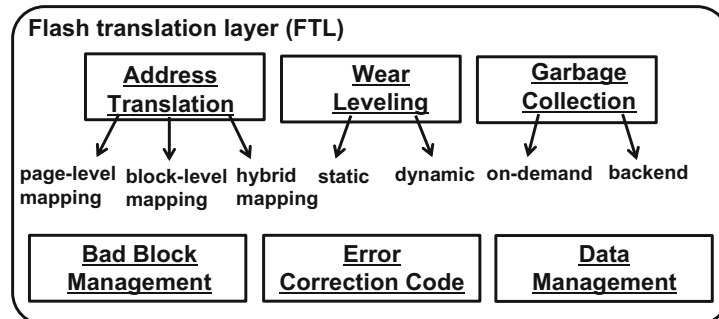 Flash translation layer (FTL)
Address
Translation
Wear
Leveling
Garbage
Collection
page-level
mapping
block-level
mapping
hybrid
mapping
static
dynamic
on-demand
backend
Bad Block
Management
Error
Correction Code
Data
Management